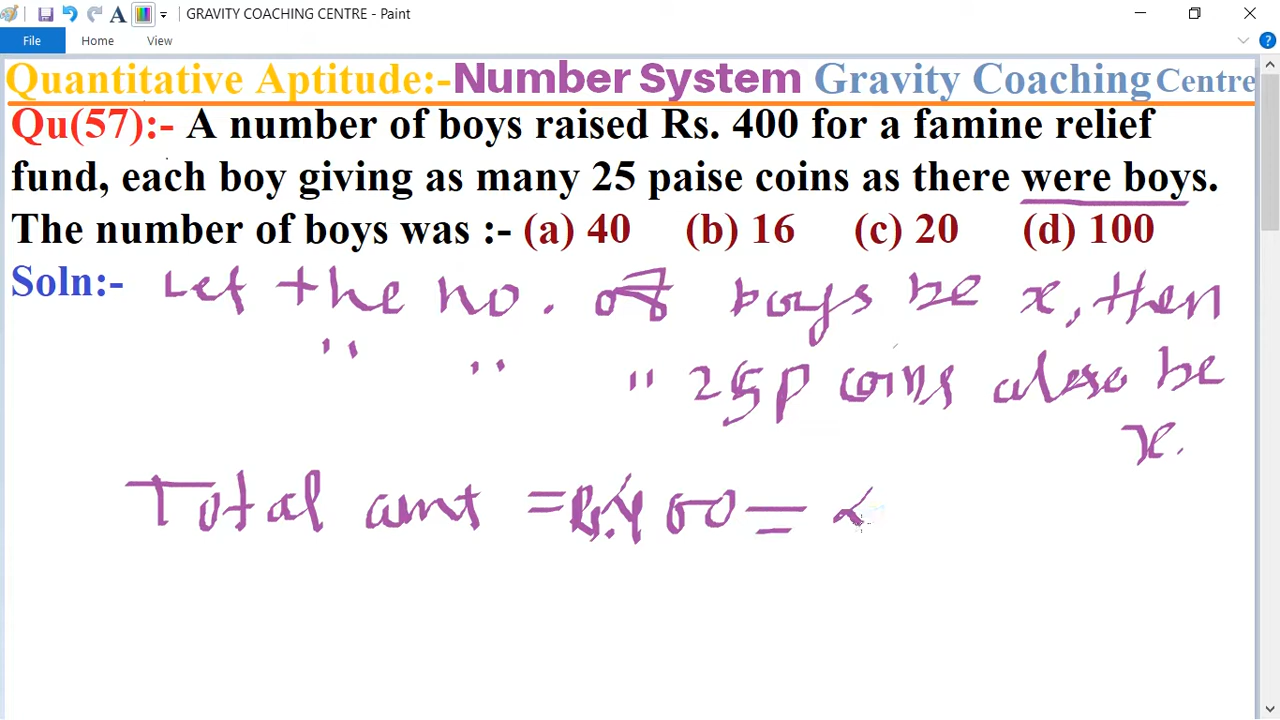 GRAVITY COACHING CENTRE - Paint
File Home View
Quantitative Aptitude:-Number System Gravity Coaching Centre
Qu(57):- A number of boys raised Rs. 400 for a famine relief
fund, each boy giving as many 25 paise coins as there were boys.
The number of boys was :- (a) 40 (b) 16 (c) 20 (d) 100
Soln:- Let the no. of boys be x, then
" " " 25p coins also be
x.
Total amt = Rs.400 =